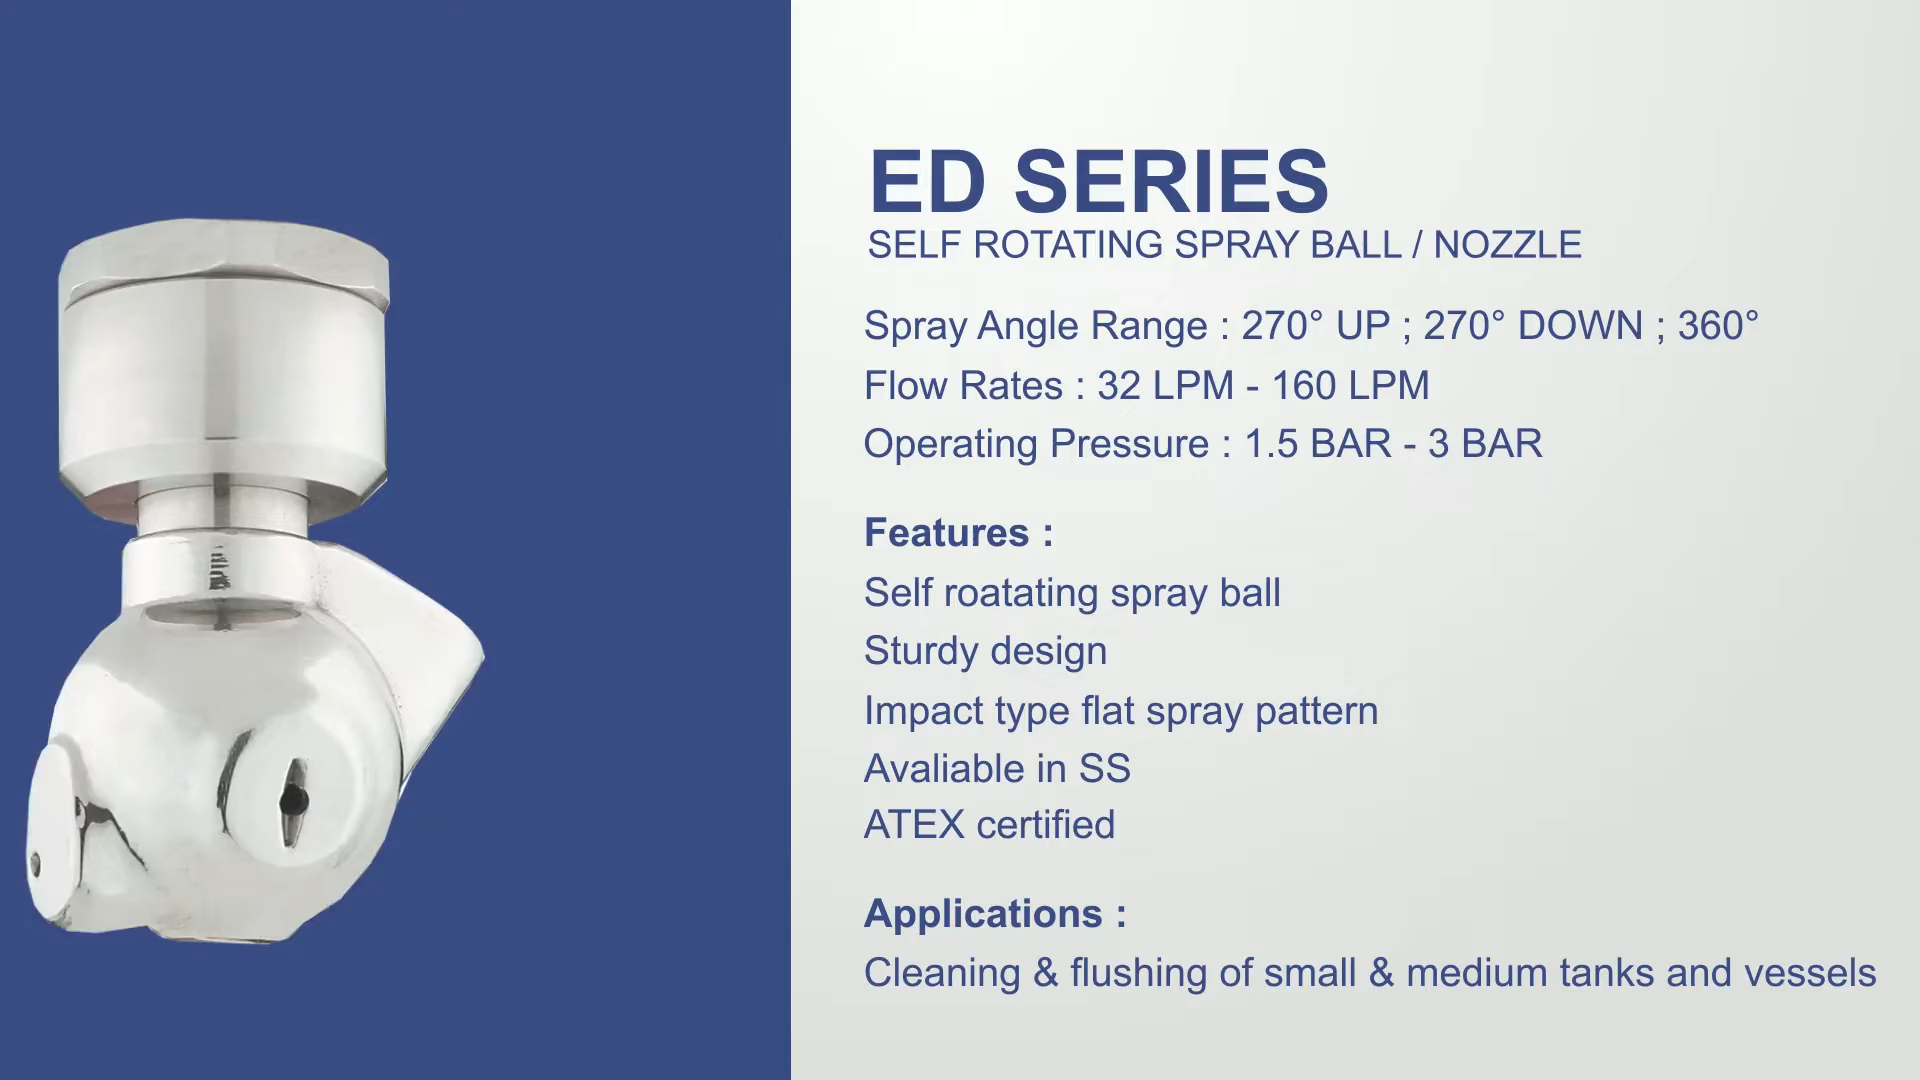 ED SERIES
SELF ROTATING SPRAY BALL / NOZZLE
Spray Angle Range : 270° UP ; 270° DOWN ; 360°
Flow Rates : 32 LPM - 160 LPM
Operating Pressure : 1.5 BAR - 3 BAR
Features :
Self roatating spray ball
Sturdy design
Impact type flat spray pattern
Avaliable in SS
ATEX certified
Applications :
Cleaning & flushing of small & medium tanks and vessels